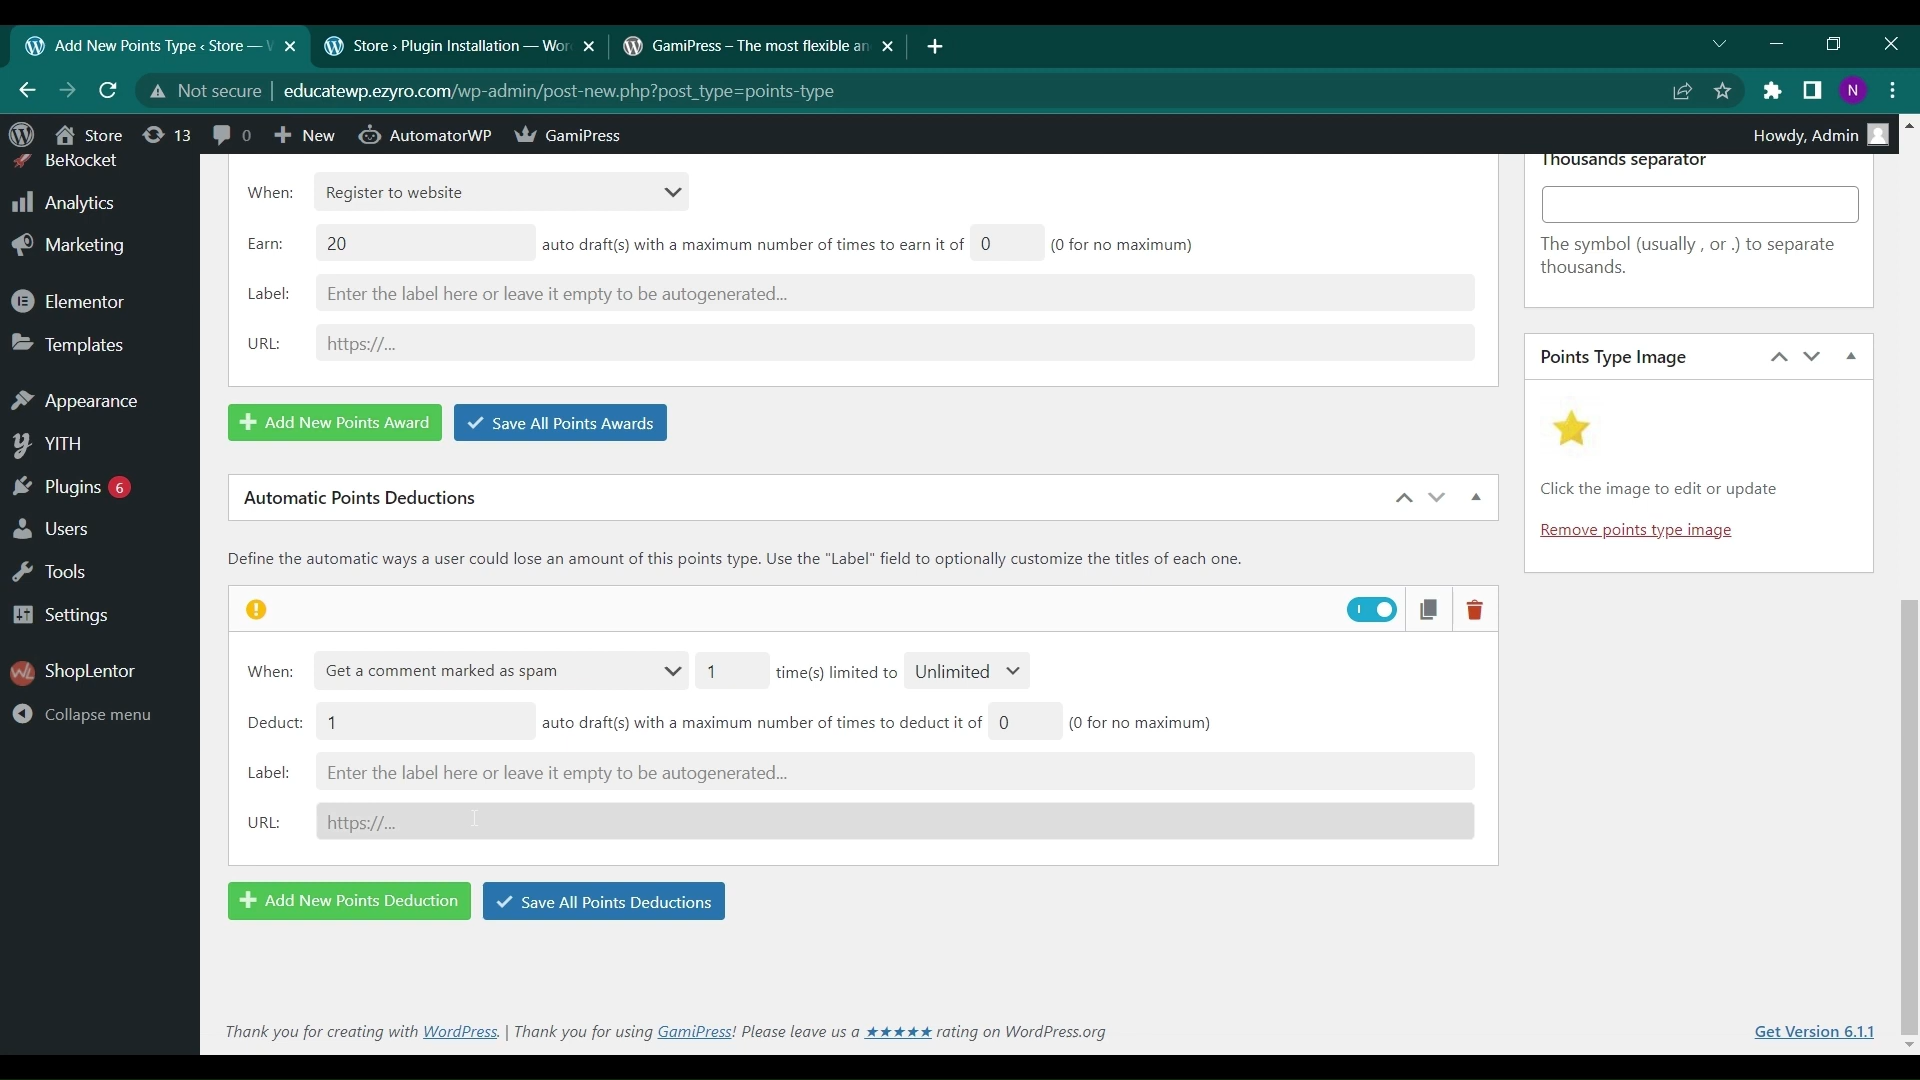 Add New Points Type ‹ Store — W
Store › Plugin Installation — Wor
GamiPress – The most flexible an
Not secure
educatewp.ezyro.com/wp-admin/post-new.php?post_type=points-type
N
Store
13
0
New
AutomatorWP
GamiPress
Howdy, Admin
BeRocket
Analytics
Marketing
Elementor
Templates
Appearance
YITH
Plugins 6
Users
Tools
Settings
ShopLentor
Collapse menu
When: Register to website
Earn: 20 auto draft(s) with a maximum number of times to earn it of 0 (0 for no maximum)
Label: Enter the label here or leave it empty to be autogenerated...
URL: https://...
Add New Points Award
Save All Points Awards
Automatic Points Deductions
Define the automatic ways a user could lose an amount of this points type. Use the "Label" field to optionally customize the titles of each one.
When: Get a comment marked as spam 1 time(s) limited to Unlimited
Deduct: 1 auto draft(s) with a maximum number of times to deduct it of 0 (0 for no maximum)
Label: Enter the label here or leave it empty to be autogenerated...
URL: https://...
Add New Points Deduction
Save All Points Deductions
Thousands separator
The symbol (usually , or .) to separate
thousands.
Points Type Image
Click the image to edit or update
Remove points type image
Thank you for creating with WordPress. | Thank you for using GamiPress! Please leave us a ★★★★★ rating on WordPress.org
Get Version 6.1.1